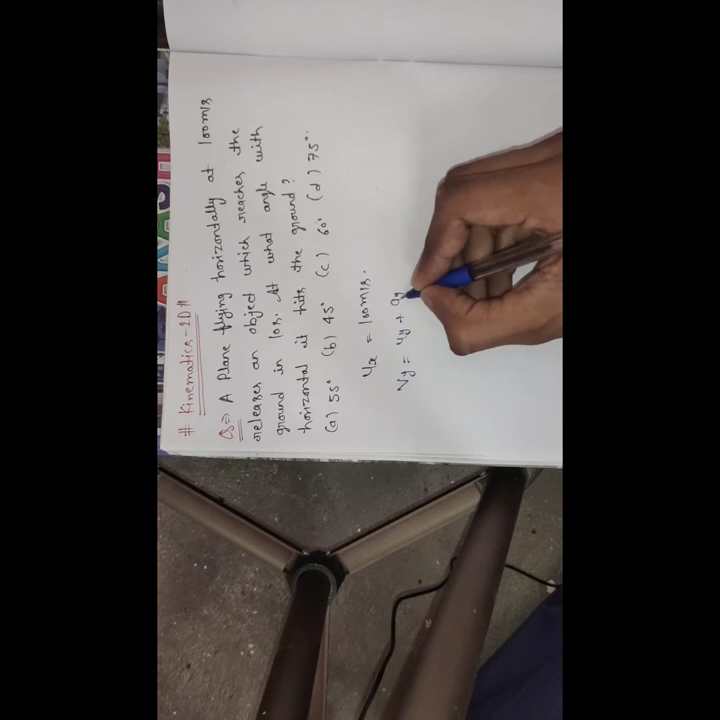 # Kinematics - 2D #
Q⇒ A Plane flying horizontally at 100m/s
releases an object which reaches the
ground in 10s. At what angle with
horizontal it hits the ground?
(a) 55° (b) 45° (c) 60° (d) 75°.
ux = 100m/s.
Vy = uy + ay